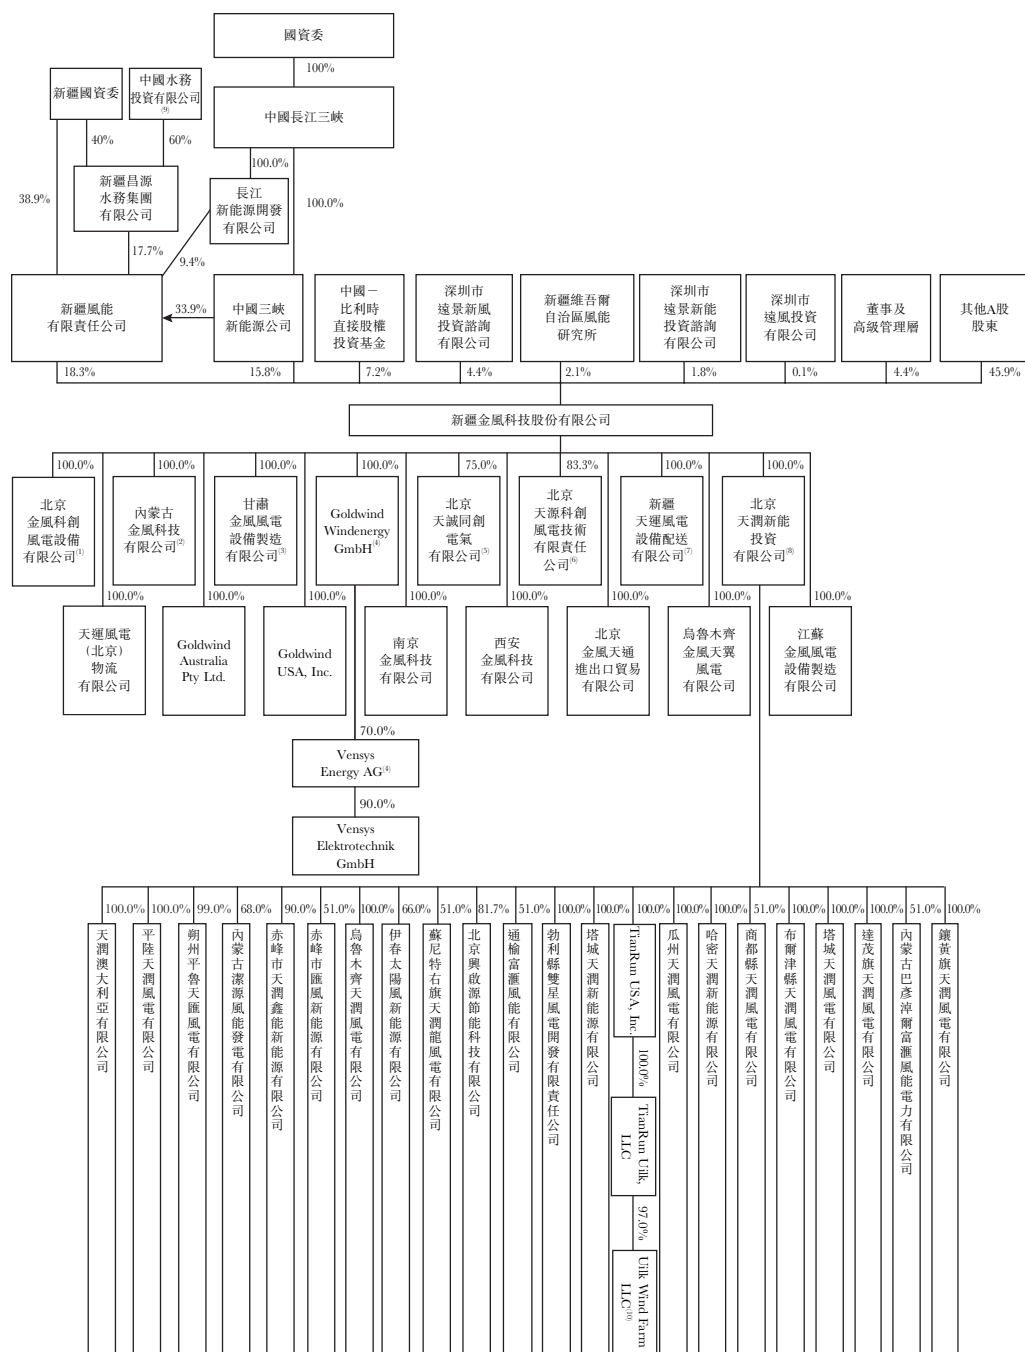 國資委
100%
新疆國資委
中國水務
投資有限公司
(9)
中國長江三峽
40%
60%
100.0%
新疆昌源
水務集團
有限公司
長江
新能源開發
有限公司
38.9%
100.0%
17.7%
9.4%
新疆風能
有限責任公司
33.9%
中國三峽
新能源公司
中國－
比利時
直接股權
投資基金
深圳市
遠景新風
投資諮詢
有限公司
新疆維吾爾
自治區風能
研究所
深圳市
遠景新能
投資諮詢
有限公司
深圳市
遠風投資
有限公司
董事及
高級管理層
其他A股
股東
18.3%
15.8%
7.2%
4.4%
2.1%
1.8%
0.1%
4.4%
45.9%
新疆金風科技股份有限公司
100.0%
100.0%
100.0%
100.0%
75.0%
83.3%
100.0%
100.0%
北京
金風科創
風電設備
有限公司(1)
內蒙古
金風科技
有限公司(2)
甘肅
金風風電
設備製造
有限公司(3)
Goldwind
Windenergy
GmbH(4)
北京
天誠同創
電氣
有限公司(5)
北京
天源科創
風電技術
有限責任
公司(6)
新疆
天運風電
設備配送
有限公司(7)
北京
天潤新能
投資
有限公司(8)
100.0%
100.0%
100.0%
100.0%
100.0%
100.0%
100.0%
100.0%
天運風電
(北京)
物流
有限公司
Goldwind
Australia
Pty Ltd.
Goldwind
USA, Inc.
南京
金風科技
有限公司
西安
金風科技
有限公司
北京
金風天通
進出口貿易
有限公司
烏魯木齊
金風天翼
風電
有限公司
江蘇
金風風電
設備製造
有限公司
70.0%
Vensys
Energy AG(4)
90.0%
Vensys
Elektrotechnik
GmbH
100.0%
100.0%
99.0%
68.0%
90.0%
51.0%
100.0%
66.0%
51.0%
81.7%
51.0%
100.0%
100.0%
100.0%
100.0%
100.0%
51.0%
100.0%
100.0%
100.0%
51.0%
100.0%
天潤澳大利亞有限公司
平陸天潤風電有限公司
朔州平魯天匯風電有限公司
內蒙古潔源風能發電有限公司
赤峰市天潤鑫能新能源有限公司
赤峰市匯風新能源有限公司
烏魯木齊天潤風電有限公司
伊春太陽風新能源有限公司
蘇尼特右旗天潤龍風電有限公司
北京興啟源節能科技有限公司
通榆富滙風能有限公司
勃利縣雙星風電開發有限責任公司
塔城天潤新能源有限公司
TianRun USA, Inc.
100.0%
TianRun Uilk,
LLC
97.0%
Uilk Wind Farm
LLC(10)
瓜州天潤風電有限公司
哈密天潤新能源有限公司
商都縣天潤風電有限公司
布爾津縣天潤風電有限公司
塔城天潤風電有限公司
達茂旗天潤風電有限公司
內蒙古巴彥淖爾富滙風能電力有限公司
鑲黃旗天潤風電有限公司